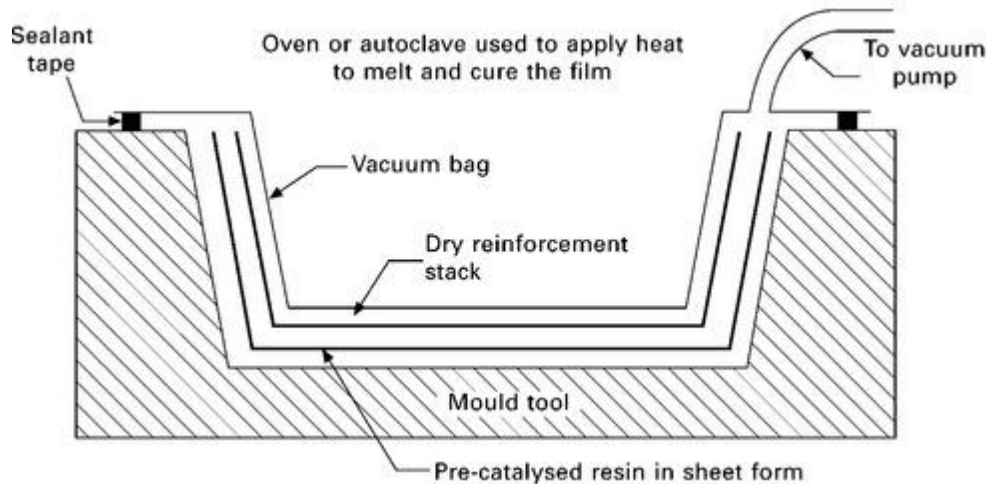 Sealant
tape
Oven or autoclave used to apply heat
to melt and cure the film
To vacuum
pump
Vacuum bag
Dry reinforcement
stack
Mould tool
Pre-catalysed resin in sheet form